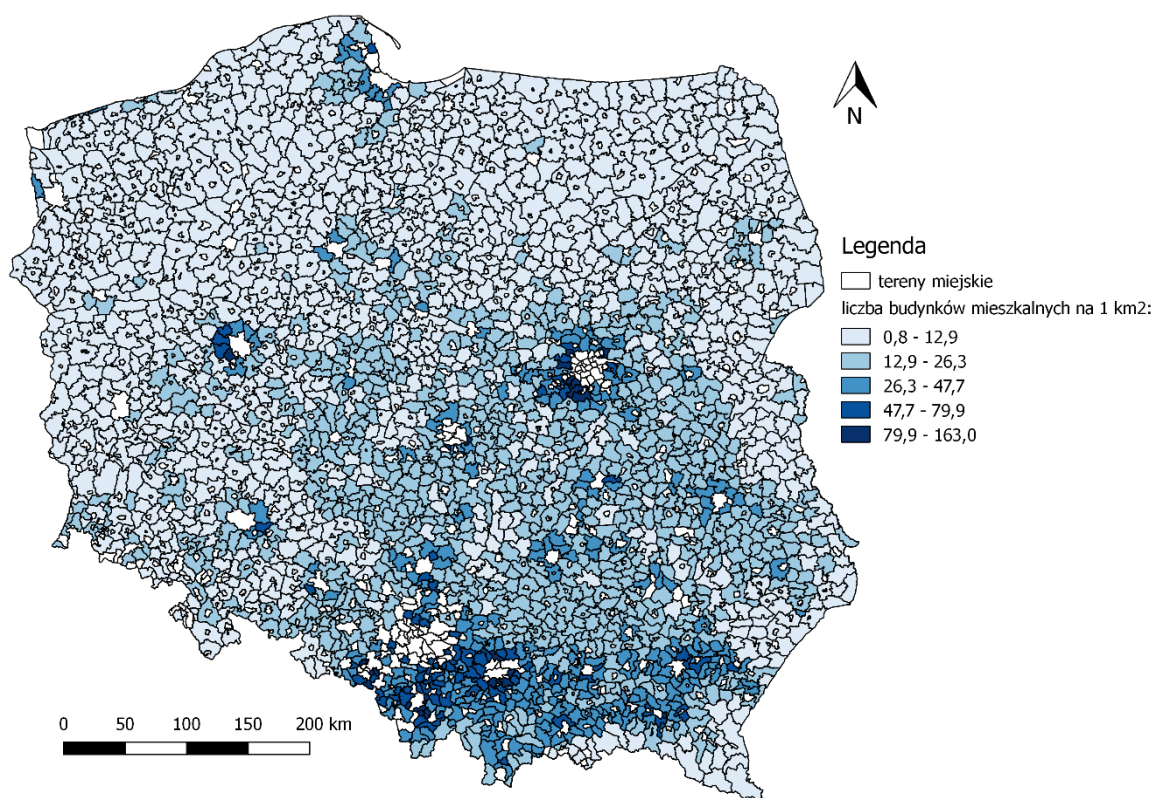 N
Legenda
tereny miejskie
liczba budynków mieszkalnych na 1 km2:
0,8 - 12,9
12,9 - 26,3
26,3 - 47,7
47,7 - 79,9
79,9 - 163,0
0 50 100 150 200 km